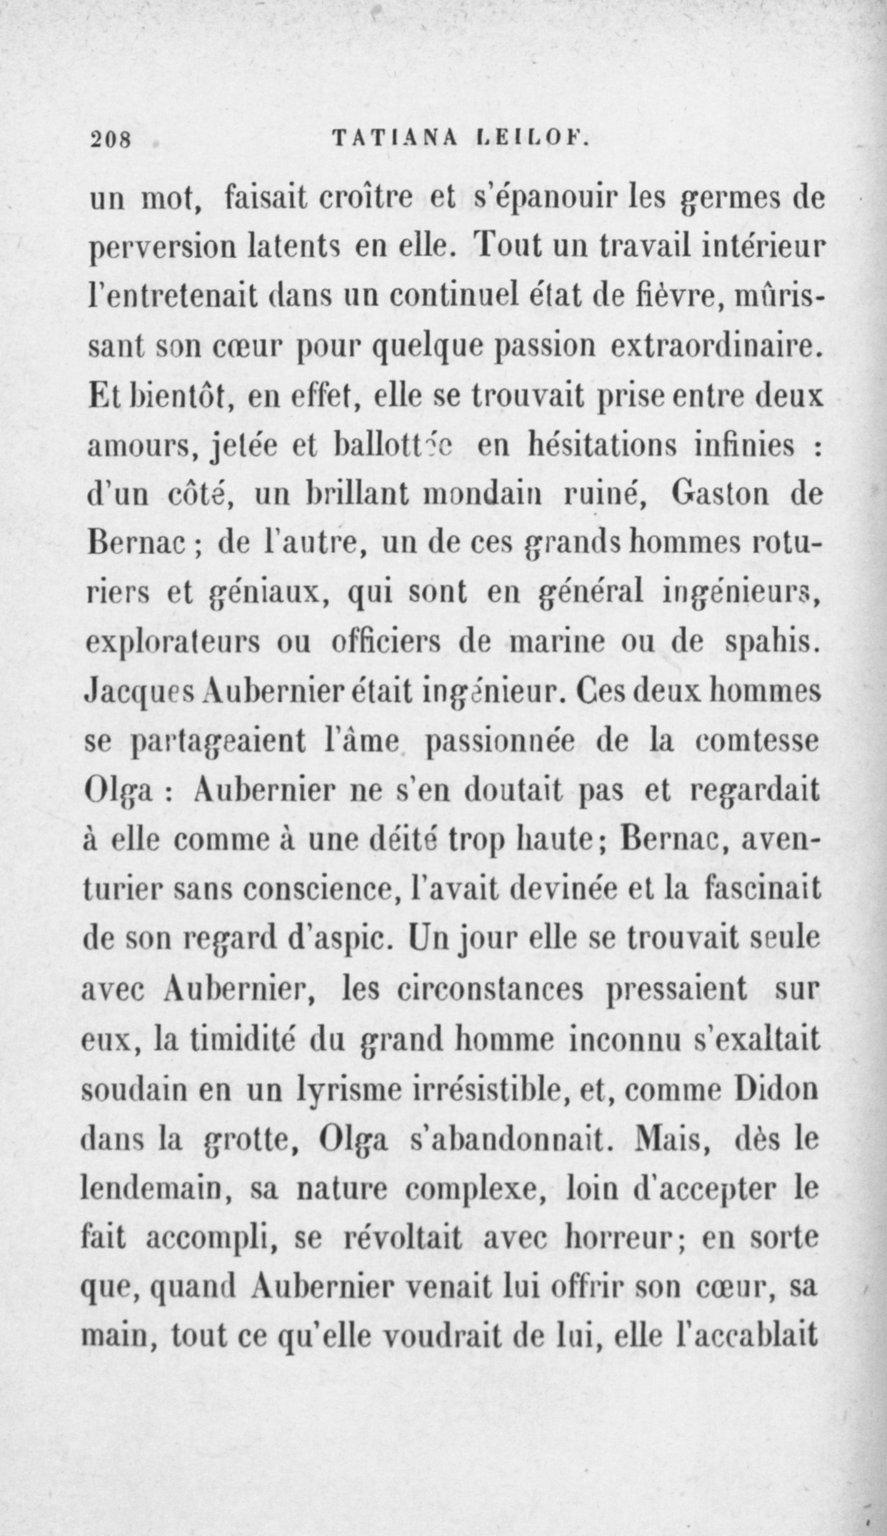 208 TATIANA LEILOF.
un mot, faisait croître et s'épanouir les germes de
perversion latents en elle. Tout un travail intérieur
l'entretenait dans un continuel état de fièvre, mûris-
sant son cœur pour quelque passion extraordinaire.
Et bientôt, en effet, elle se trouvait prise entre deux
amours, jetée et ballottée en hésitations infinies :
d'un côté, un brillant mondain ruiné, Gaston de
Bernac ; de l'autre, un de ces grands hommes rotu-
riers et géniaux, qui sont en général ingénieurs,
explorateurs ou officiers de marine ou de spahis.
Jacques Aubernier était ingénieur. Ces deux hommes
se partageaient l'âme passionnée de la comtesse
Olga : Aubernier ne s'en doutait pas et regardait
à elle comme à une déité trop haute; Bernac, aven-
turier sans conscience, l'avait devinée et la fascinait
de son regard d'aspic. Un jour elle se trouvait seule
avec Aubernier, les circonstances pressaient sur
eux, la timidité du grand homme inconnu s'exaltait
soudain en un lyrisme irrésistible, et, comme Didon
dans la grotte, Olga s'abandonnait. Mais, dès le
lendemain, sa nature complexe, loin d'accepter le
fait accompli, se révoltait avec horreur; en sorte
que, quand Aubernier venait lui offrir son cœur, sa
main, tout ce qu'elle voudrait de lui, elle l'accablait